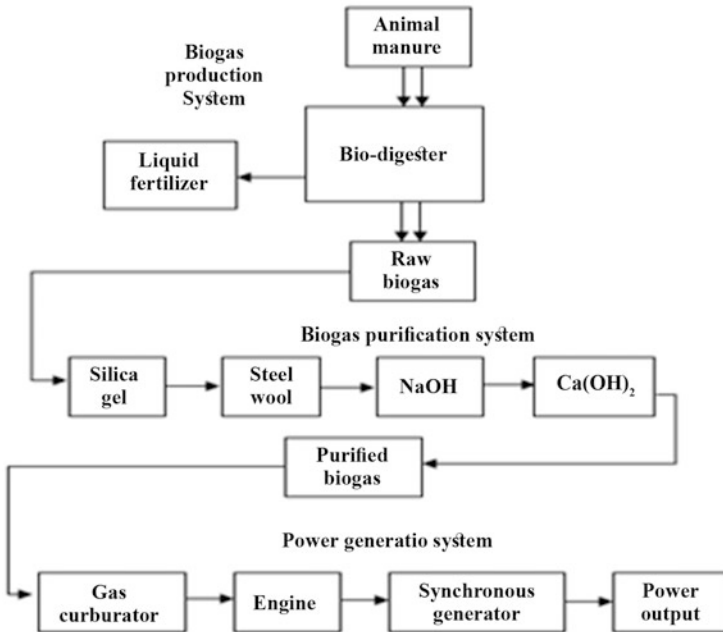 Animal
manure
Biogas
production
System
Bio-digester
Liquid
fertilizer
Raw
biogas
Biogas purification system
Silica
gel
Steel
wool
NaOH
Ca(OH)₂
Purified
biogas
Power generatio system
Gas
curburator
Engine
Synchronous
generator
Power
output